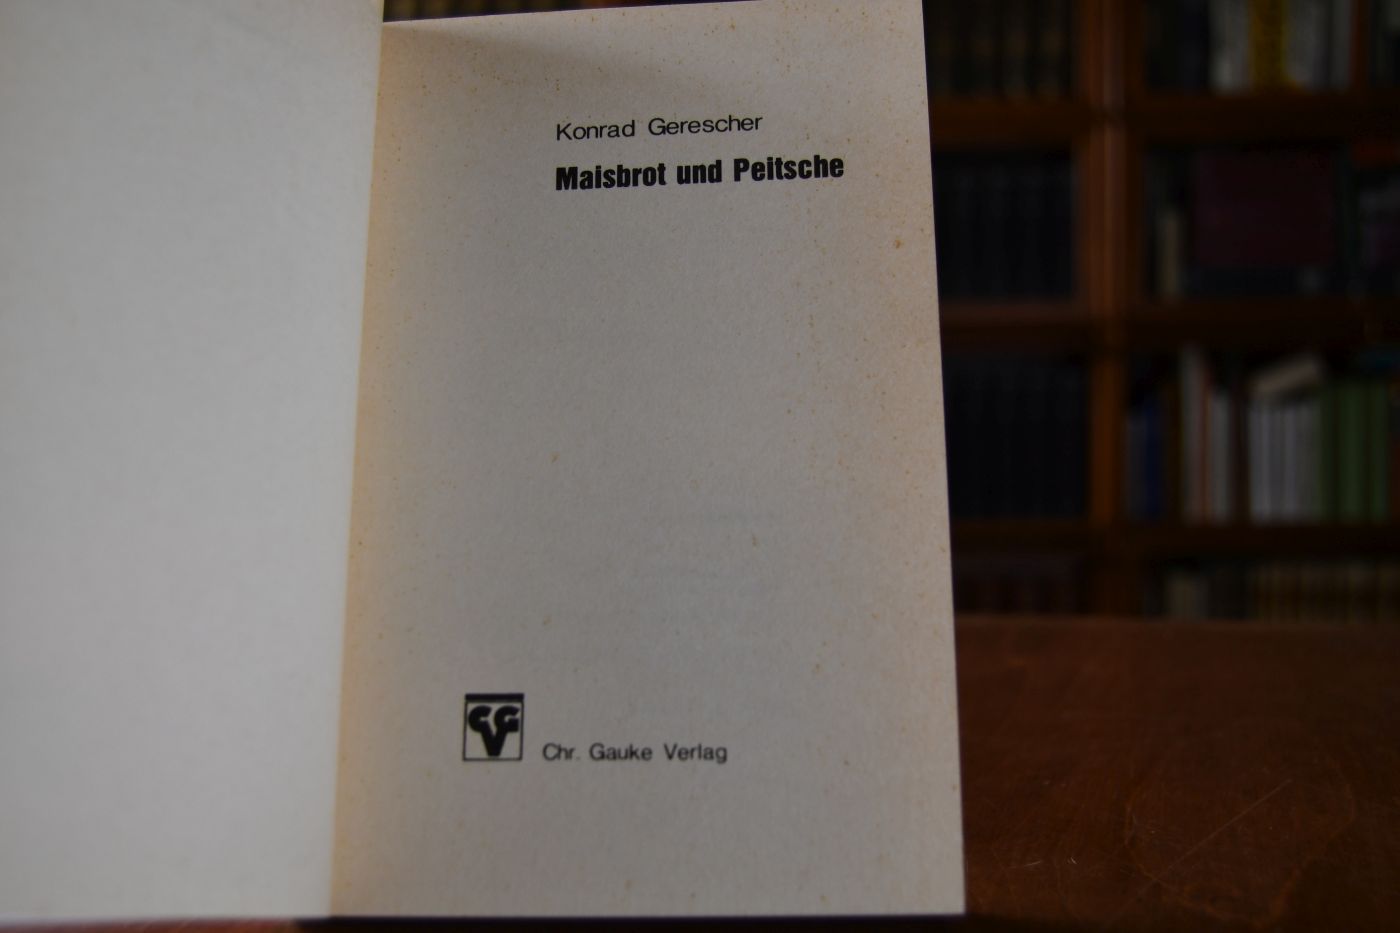 Konrad Gerescher
Maisbrot und Peitsche
CGV
Chr. Gauke Verlag